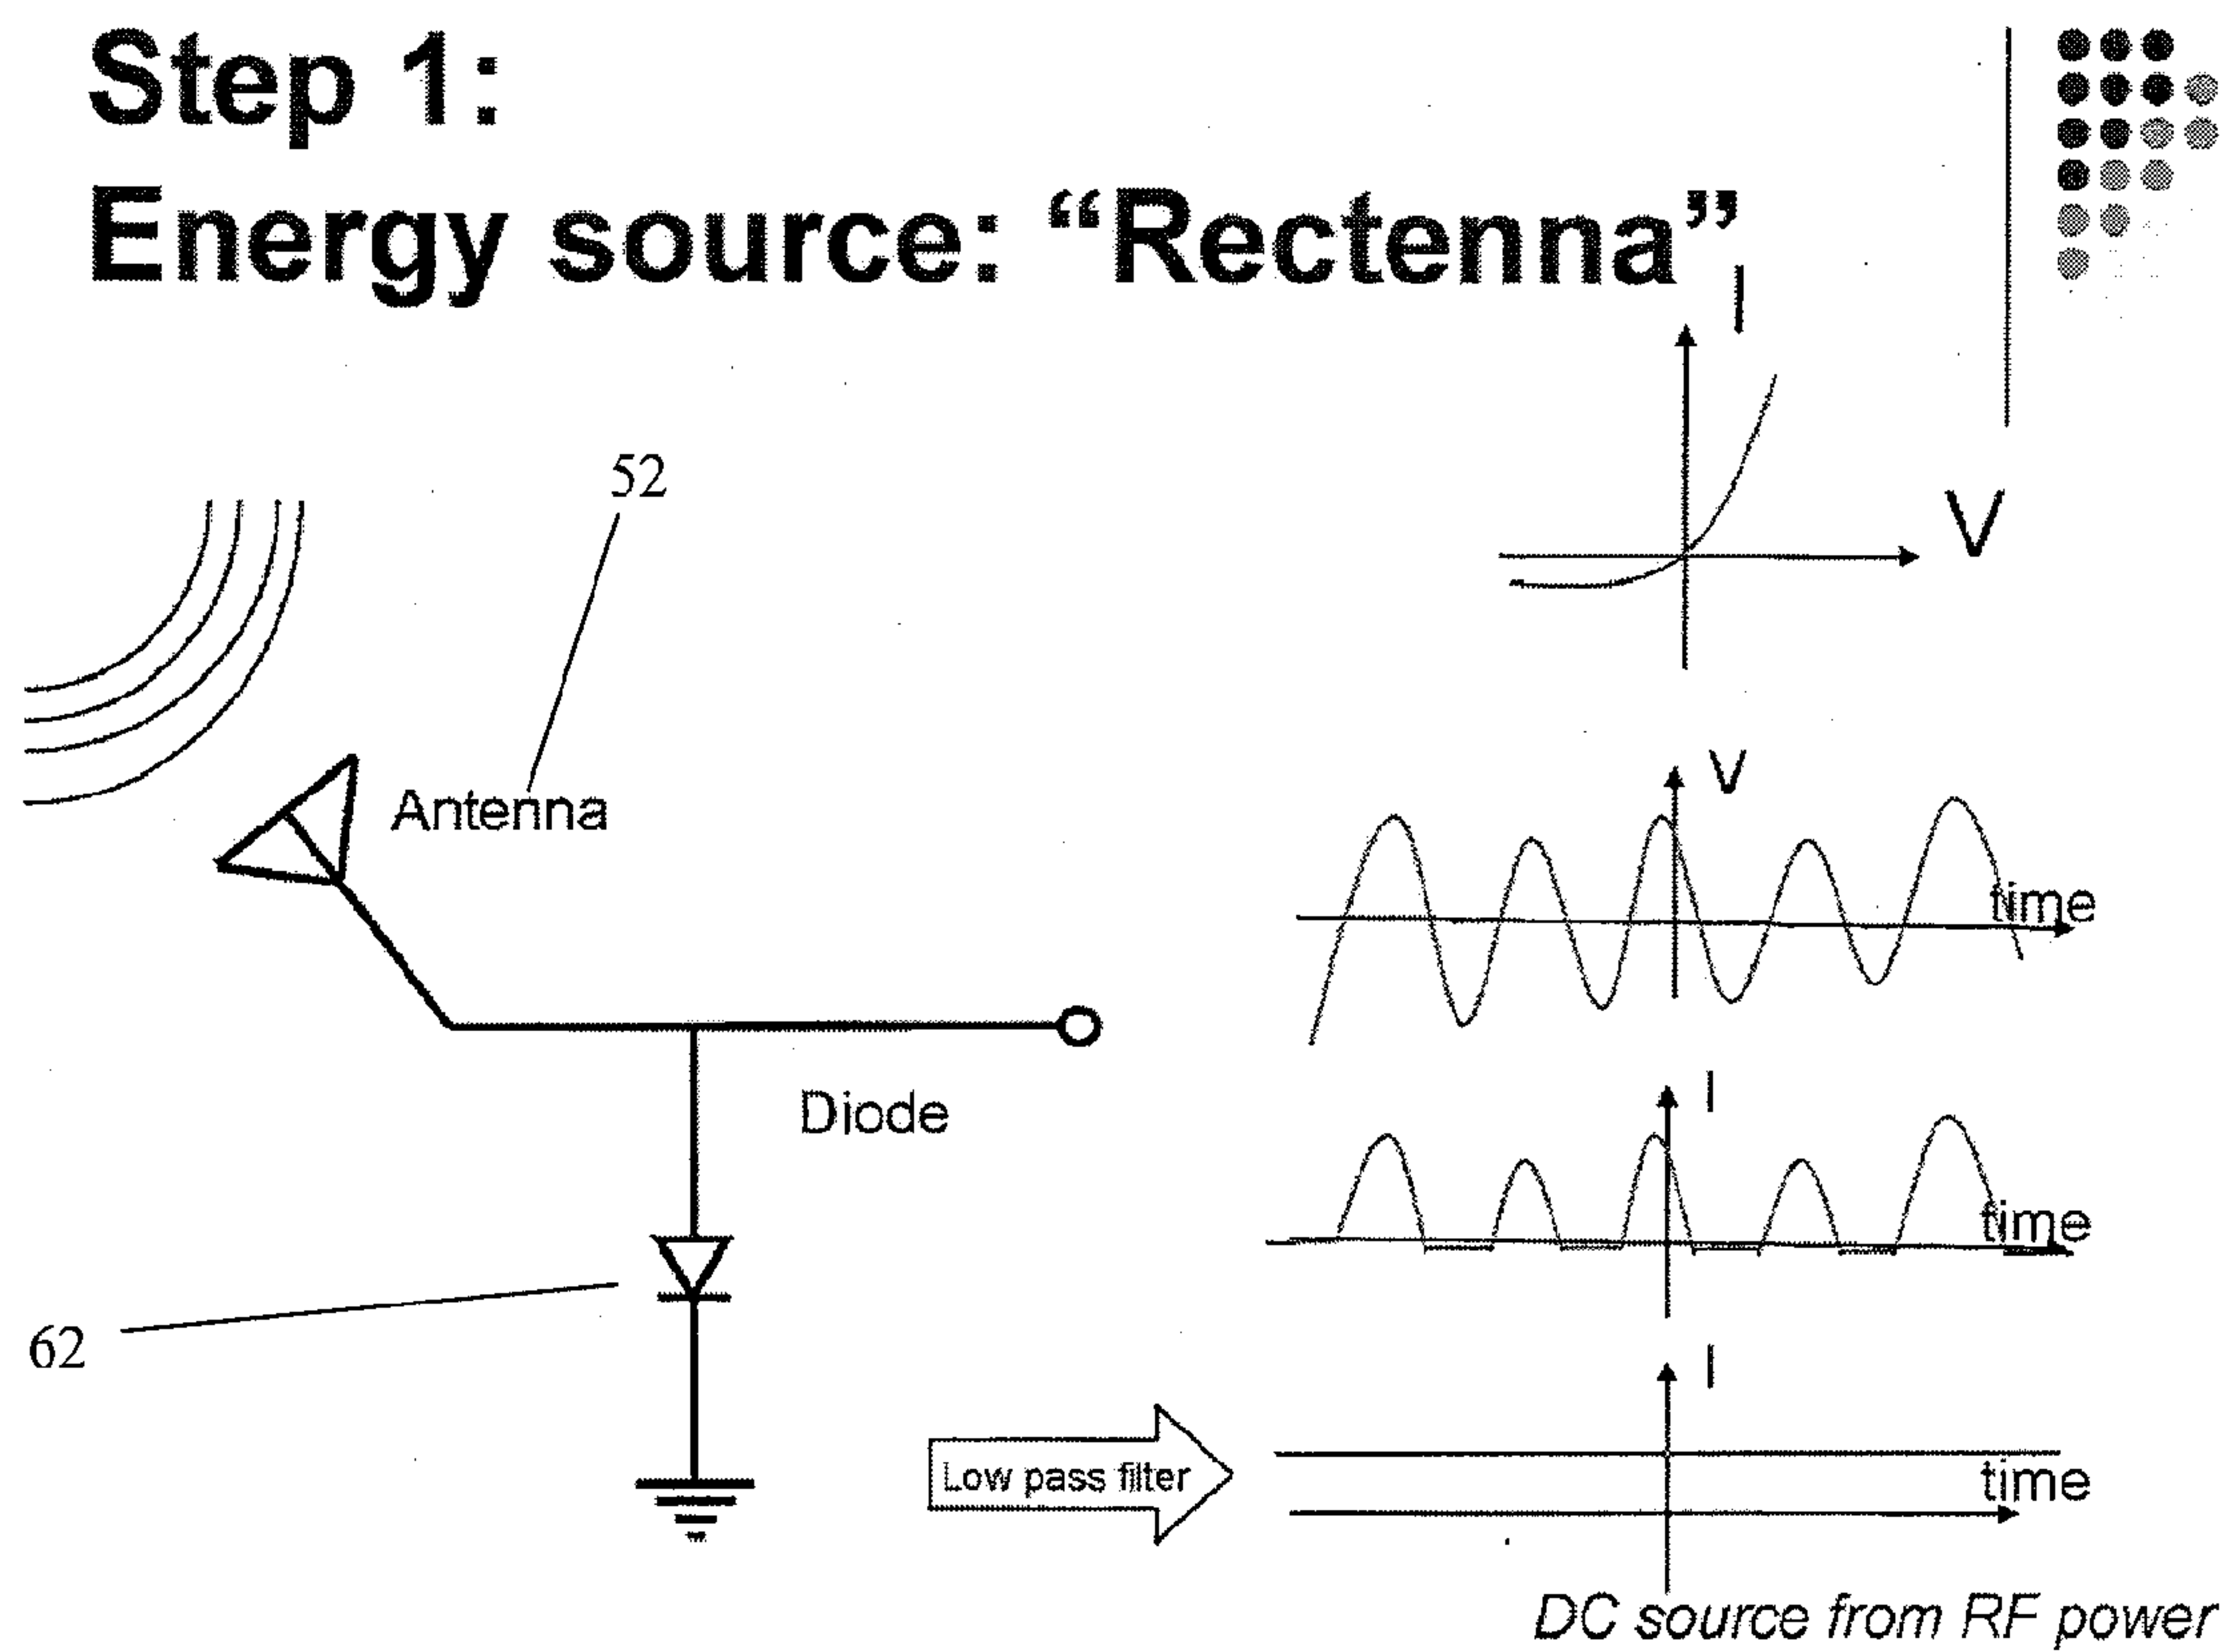 Step 1:
Energy source: “Rectenna”
I
V
52
Antenna
V
time
Diode
I
time
62
I
Low pass filter
time
DC source from RF power